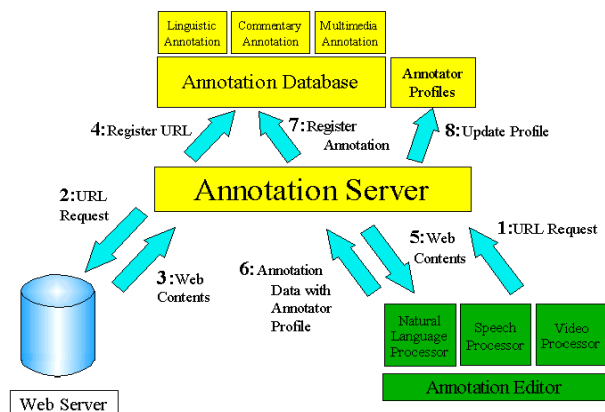 Linguistic
Annotation
Commentary
Annotation
Multimedia
Annotation
Annotation Database
Annotator
Profiles
4:Register URL
7:Register
Annotation
8:Update Profile
Annotation Server
2:URL
Request
3:Web
Contents
6:Annotation
Data with
Annotator
Profile
5:Web
Contents
1:URL Request
Natural
Language
Processor
Speech
Processor
Video
Processor
Annotation Editor
Web Server